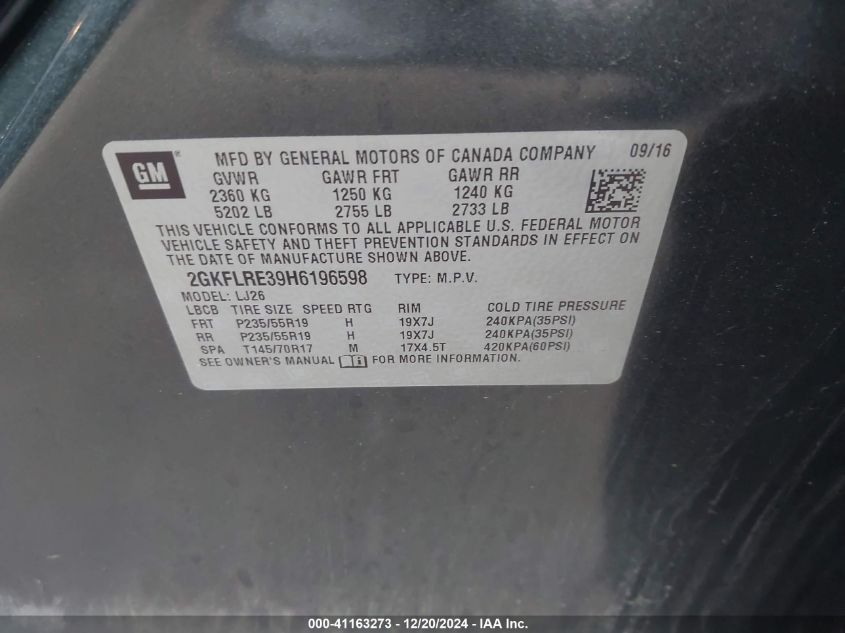 GM® MFD BY GENERAL MOTORS OF CANADA COMPANY 09/16
GVWR GAWR FRT GAWR RR
2360 KG 1250 KG 1240 KG
5202 LB 2755 LB 2733 LB
THIS VEHICLE CONFORMS TO ALL APPLICABLE U.S. FEDERAL MOTOR
VEHICLE SAFETY AND THEFT PREVENTION STANDARDS IN EFFECT ON
THE DATE OF MANUFACTURE SHOWN ABOVE.
2GKFLRE39H6196598 TYPE: M.P.V.
MODEL: LJ26
LBCB TIRE SIZE SPEED RTG RIM COLD TIRE PRESSURE
FRT P235/55R19 H 19X7J 240KPA(35PSI)
RR P235/55R19 H 19X7J 240KPA(35PSI)
SPA T145/70R17 M 17X4.5T 420KPA(60PSI)
SEE OWNER'S MANUAL FOR MORE INFORMATION.
000-41163273 — 12/20/2024 — IAA Inc.